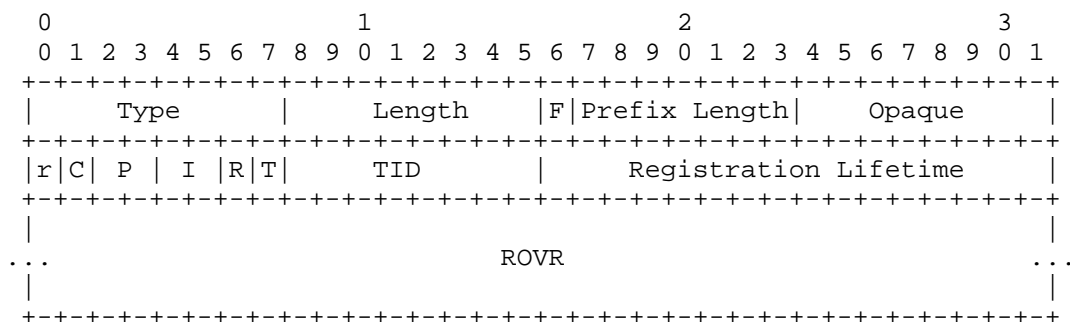 0                   1                   2                   3
 0 1 2 3 4 5 6 7 8 9 0 1 2 3 4 5 6 7 8 9 0 1 2 3 4 5 6 7 8 9 0 1
+-+-+-+-+-+-+-+-+-+-+-+-+-+-+-+-+-+-+-+-+-+-+-+-+-+-+-+-+-+-+-+-+
|     Type      |     Length    |F|Prefix Length|    Opaque     |
+-+-+-+-+-+-+-+-+-+-+-+-+-+-+-+-+-+-+-+-+-+-+-+-+-+-+-+-+-+-+-+-+
|r|C| P | I |R|T|     TID       |     Registration Lifetime     |
+-+-+-+-+-+-+-+-+-+-+-+-+-+-+-+-+-+-+-+-+-+-+-+-+-+-+-+-+-+-+-+-+
|                                                               |
...                            ROVR                             ...
|                                                               |
+-+-+-+-+-+-+-+-+-+-+-+-+-+-+-+-+-+-+-+-+-+-+-+-+-+-+-+-+-+-+-+-+